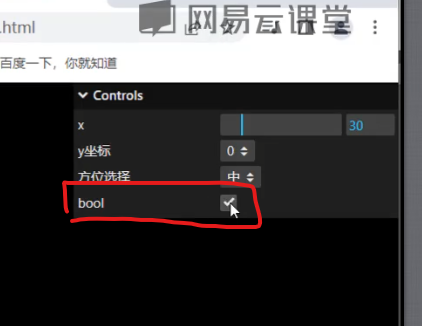 网易云课堂
.html
百度一下，你就知道
Controls
x 30
y坐标 0
方位选择 中
bool